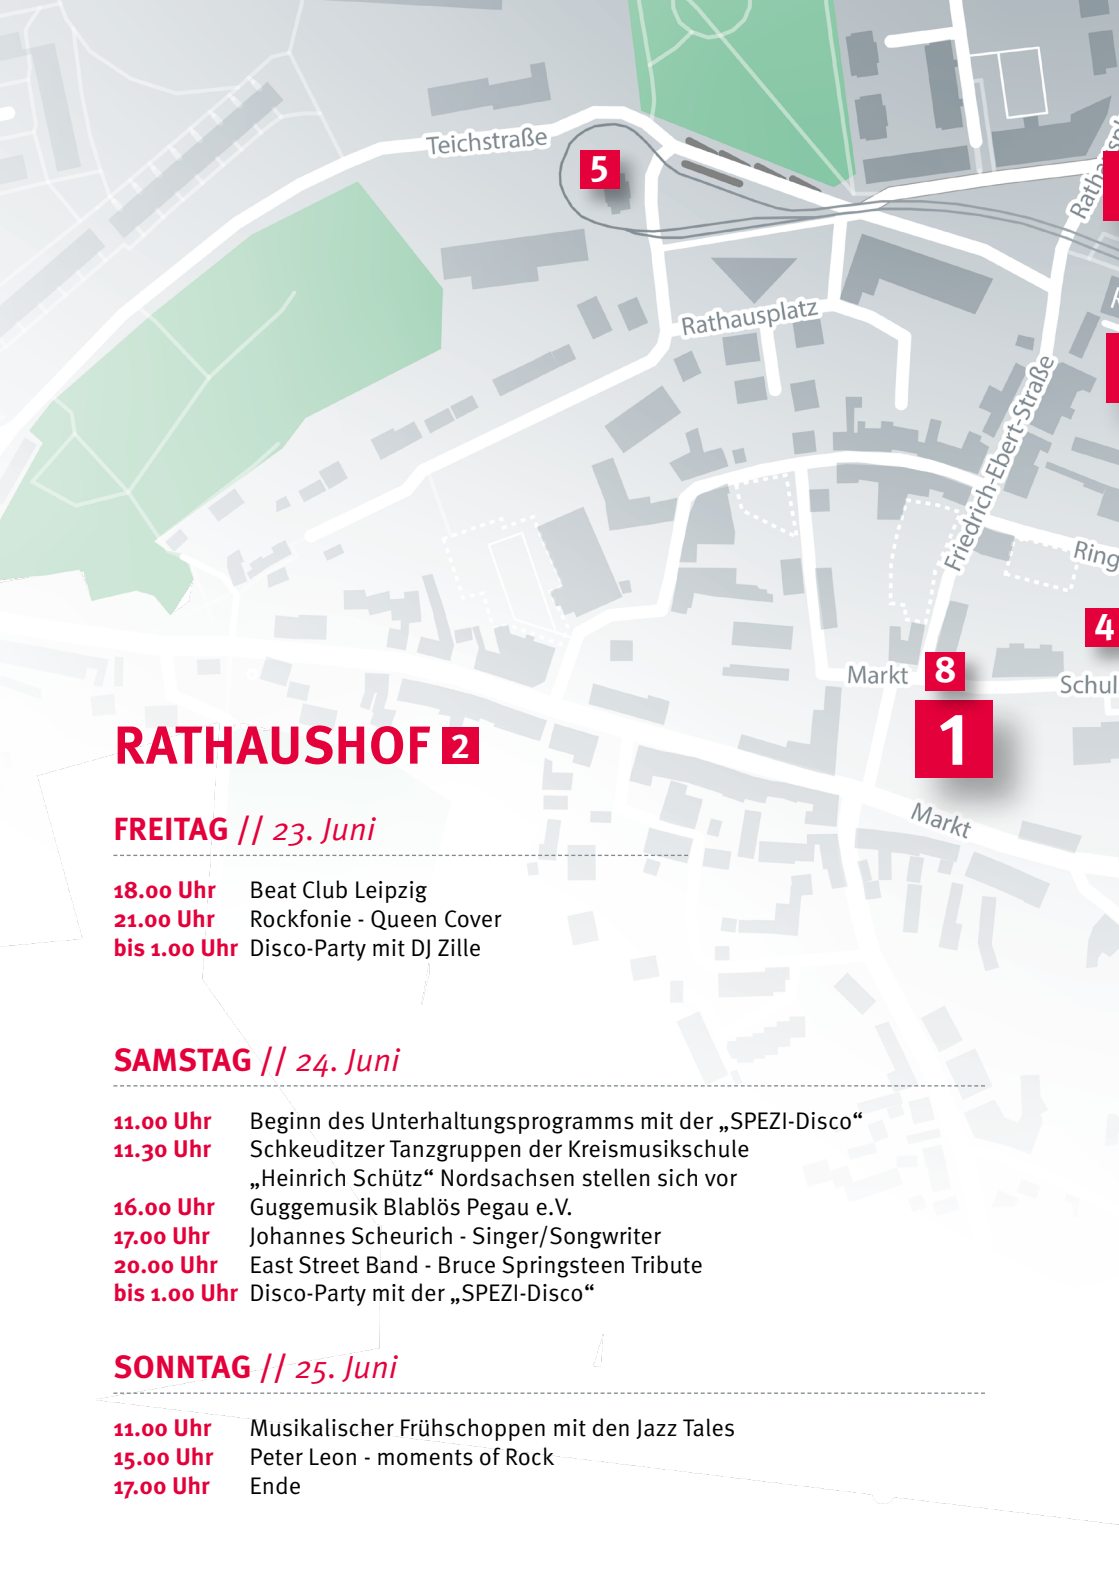 Teichstraße
5
Rathausplatz
Friedrich-Ebert-Straße
4
Markt
8
1
Markt
RATHAUSHOF 2
FREITAG // 23. Juni
18.00 Uhr Beat Club Leipzig
21.00 Uhr Rockfonie - Queen Cover
bis 1.00 Uhr Disco-Party mit DJ Zille
SAMSTAG // 24. Juni
11.00 Uhr Beginn des Unterhaltungsprogramms mit der „SPEZI-Disco“
11.30 Uhr Schkeuditzer Tanzgruppen der Kreismusikschule
„Heinrich Schütz“ Nordsachsen stellen sich vor
16.00 Uhr Guggemusik Blablös Pegau e.V.
17.00 Uhr Johannes Scheurich - Singer/Songwriter
20.00 Uhr East Street Band - Bruce Springsteen Tribute
bis 1.00 Uhr Disco-Party mit der „SPEZI-Disco“
SONNTAG // 25. Juni
11.00 Uhr Musikalischer Frühschoppen mit den Jazz Tales
15.00 Uhr Peter Leon - moments of Rock
17.00 Uhr Ende